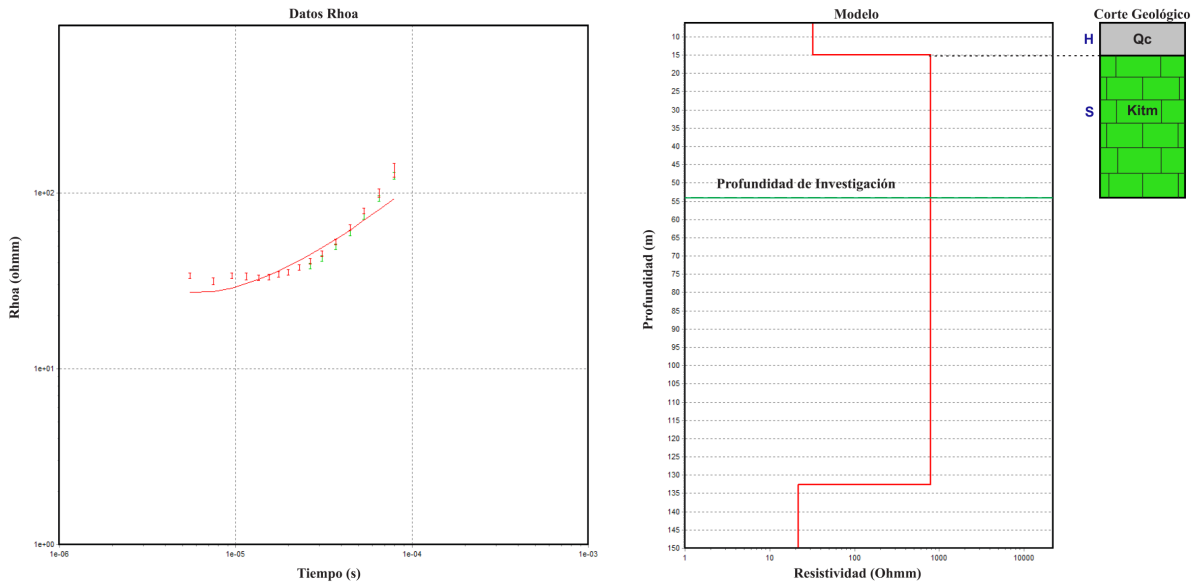 Datos Rhoa
Rhoa (ohmm)
1e+02
1e+01
1e+00
1e-06
1e-05
1e-04
1e-03
Tiempo (s)
Modelo
Profundidad (m)
10
15
20
25
30
35
40
45
50
55
60
65
70
75
80
85
90
95
100
105
110
115
120
125
130
135
140
145
150
Profundidad de Investigación
1
10
100
1000
10000
Resistividad (Ohmm)
Corte Geológico
H
Qc
S
Kitm